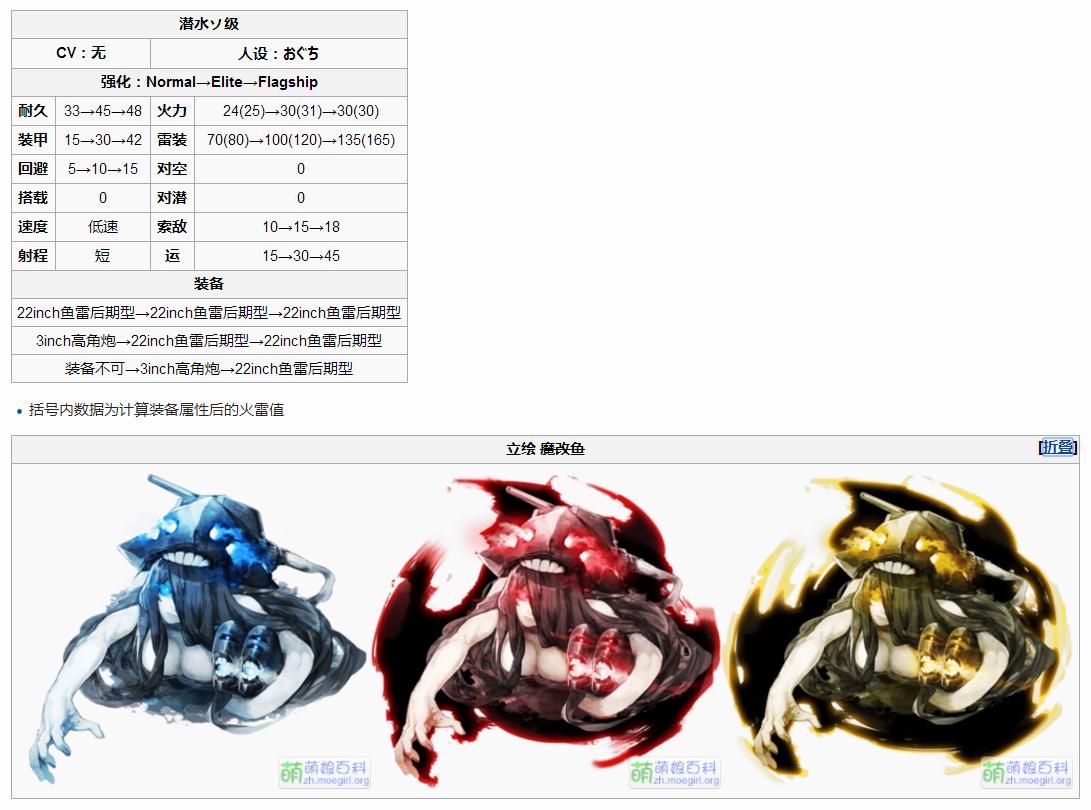 潜水ソ级
CV：无 人设：おぐち
强化：Normal→Elite→Flagship
耐久 33→45→48 火力 24(25)→30(31)→30(30)
装甲 15→30→42 雷装 70(80)→100(120)→135(165)
回避 5→10→15 对空 0
搭载 0 对潜 0
速度 低速 索敌 10→15→18
射程 短 运 15→30→45
装备
22inch鱼雷后期型→22inch鱼雷后期型→22inch鱼雷后期型
3inch高角炮→22inch鱼雷后期型→22inch鱼雷后期型
装备不可→3inch高角炮→22inch鱼雷后期型
• 括号内数据为计算装备属性后的火雷值
立绘 魔改鱼 [折叠]
萌 萌娘百科 萌 萌娘百科 萌 萌娘百科
zh.moegirl.org zh.moegirl.org zh.moegirl.org